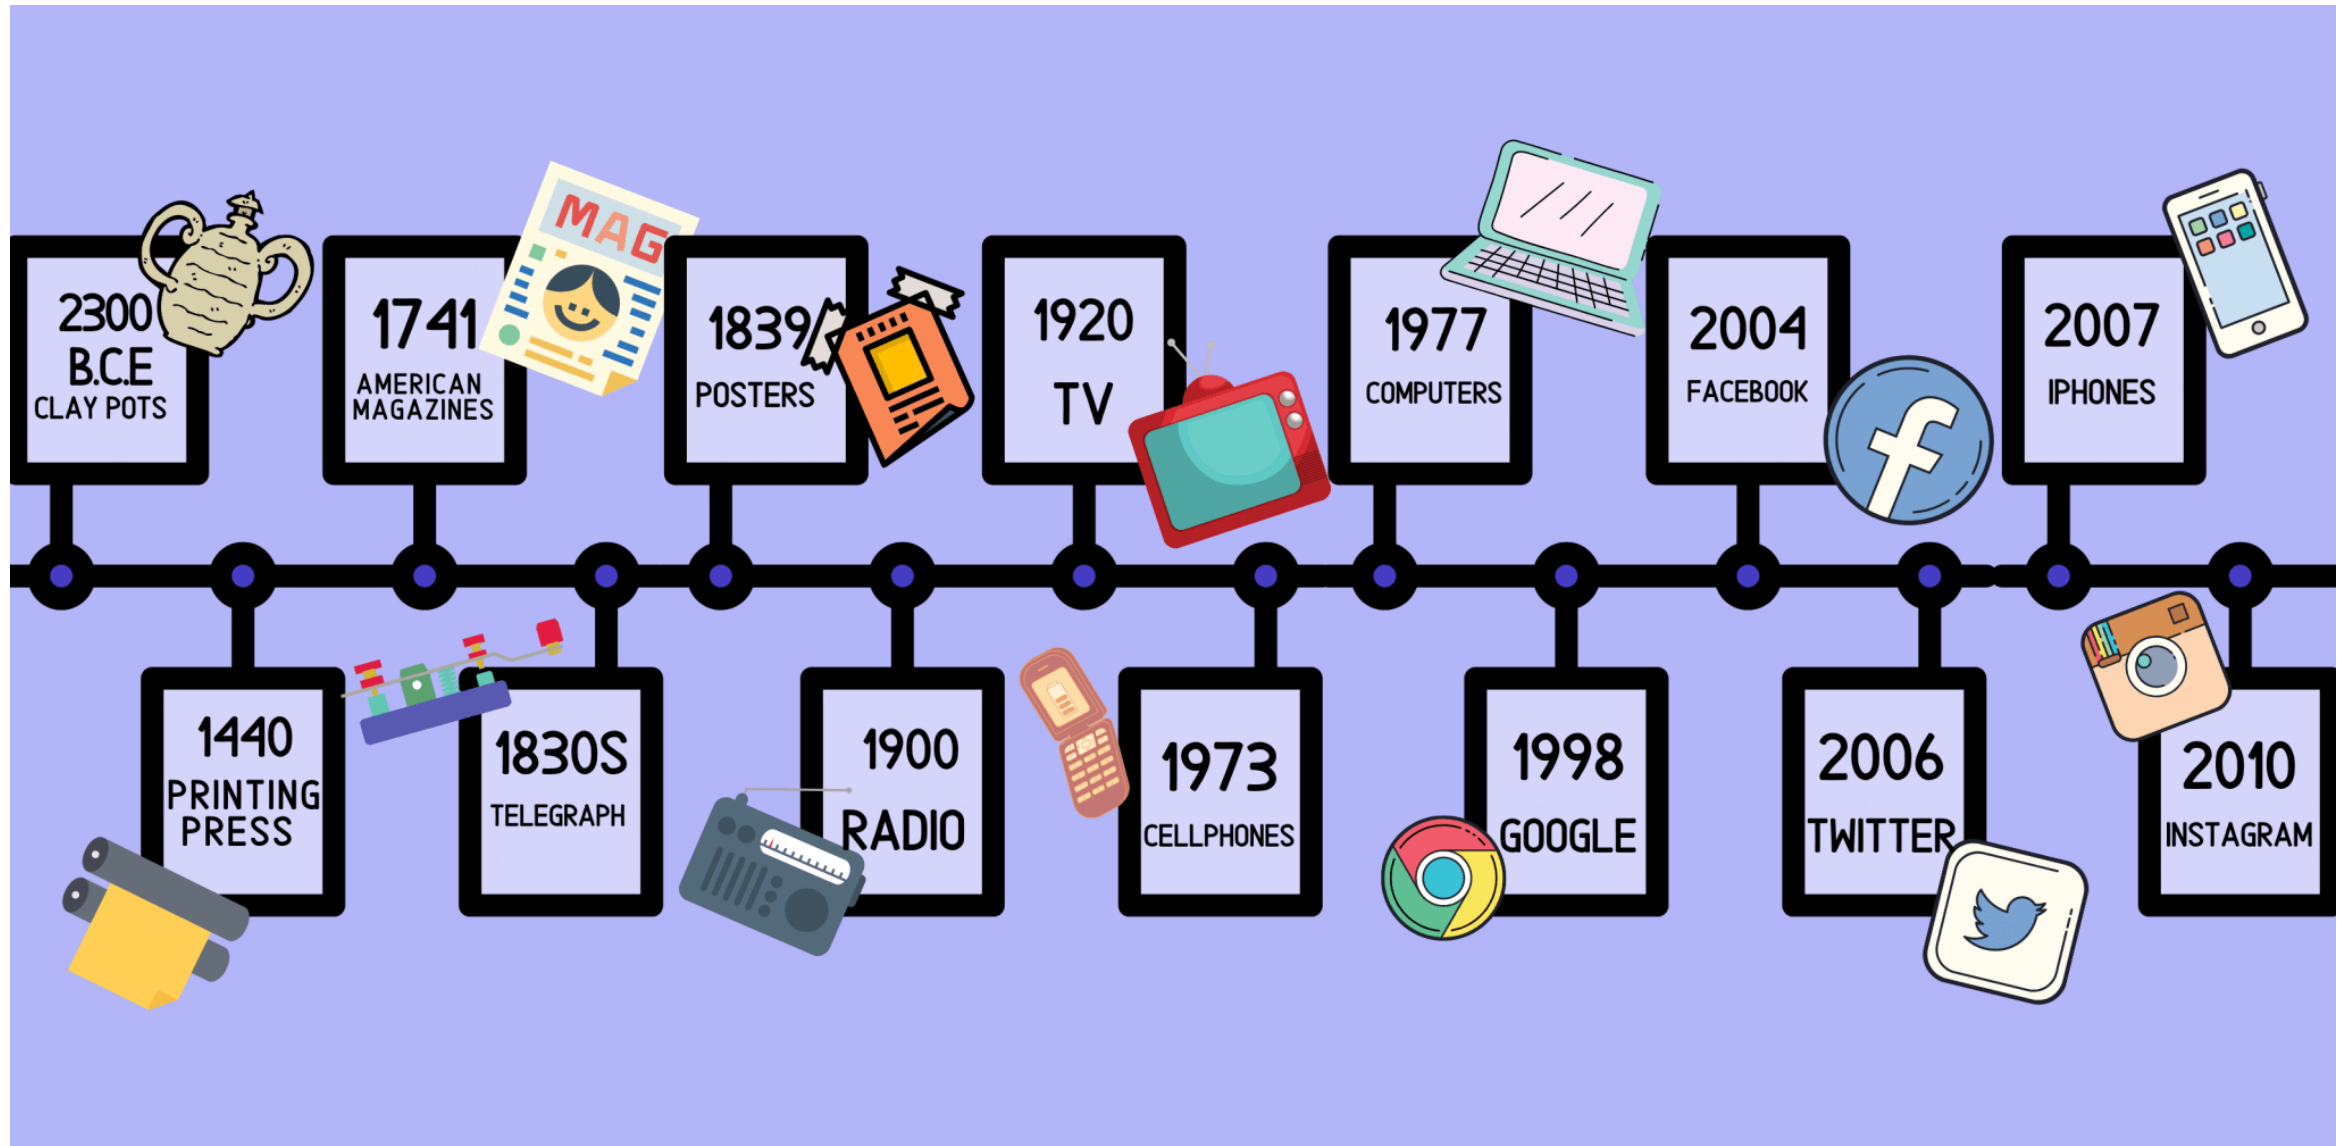 2300
B.C.E
CLAY POTS
1440
PRINTING
PRESS
1741
AMERICAN
MAGAZINES
MAG
1830S
TELEGRAPH
1839
POSTERS
1900
RADIO
1920
TV
1973
CELLPHONES
1977
COMPUTERS
1998
GOOGLE
2004
FACEBOOK
f
2006
TWITTER
2007
IPHONES
2010
INSTAGRAM